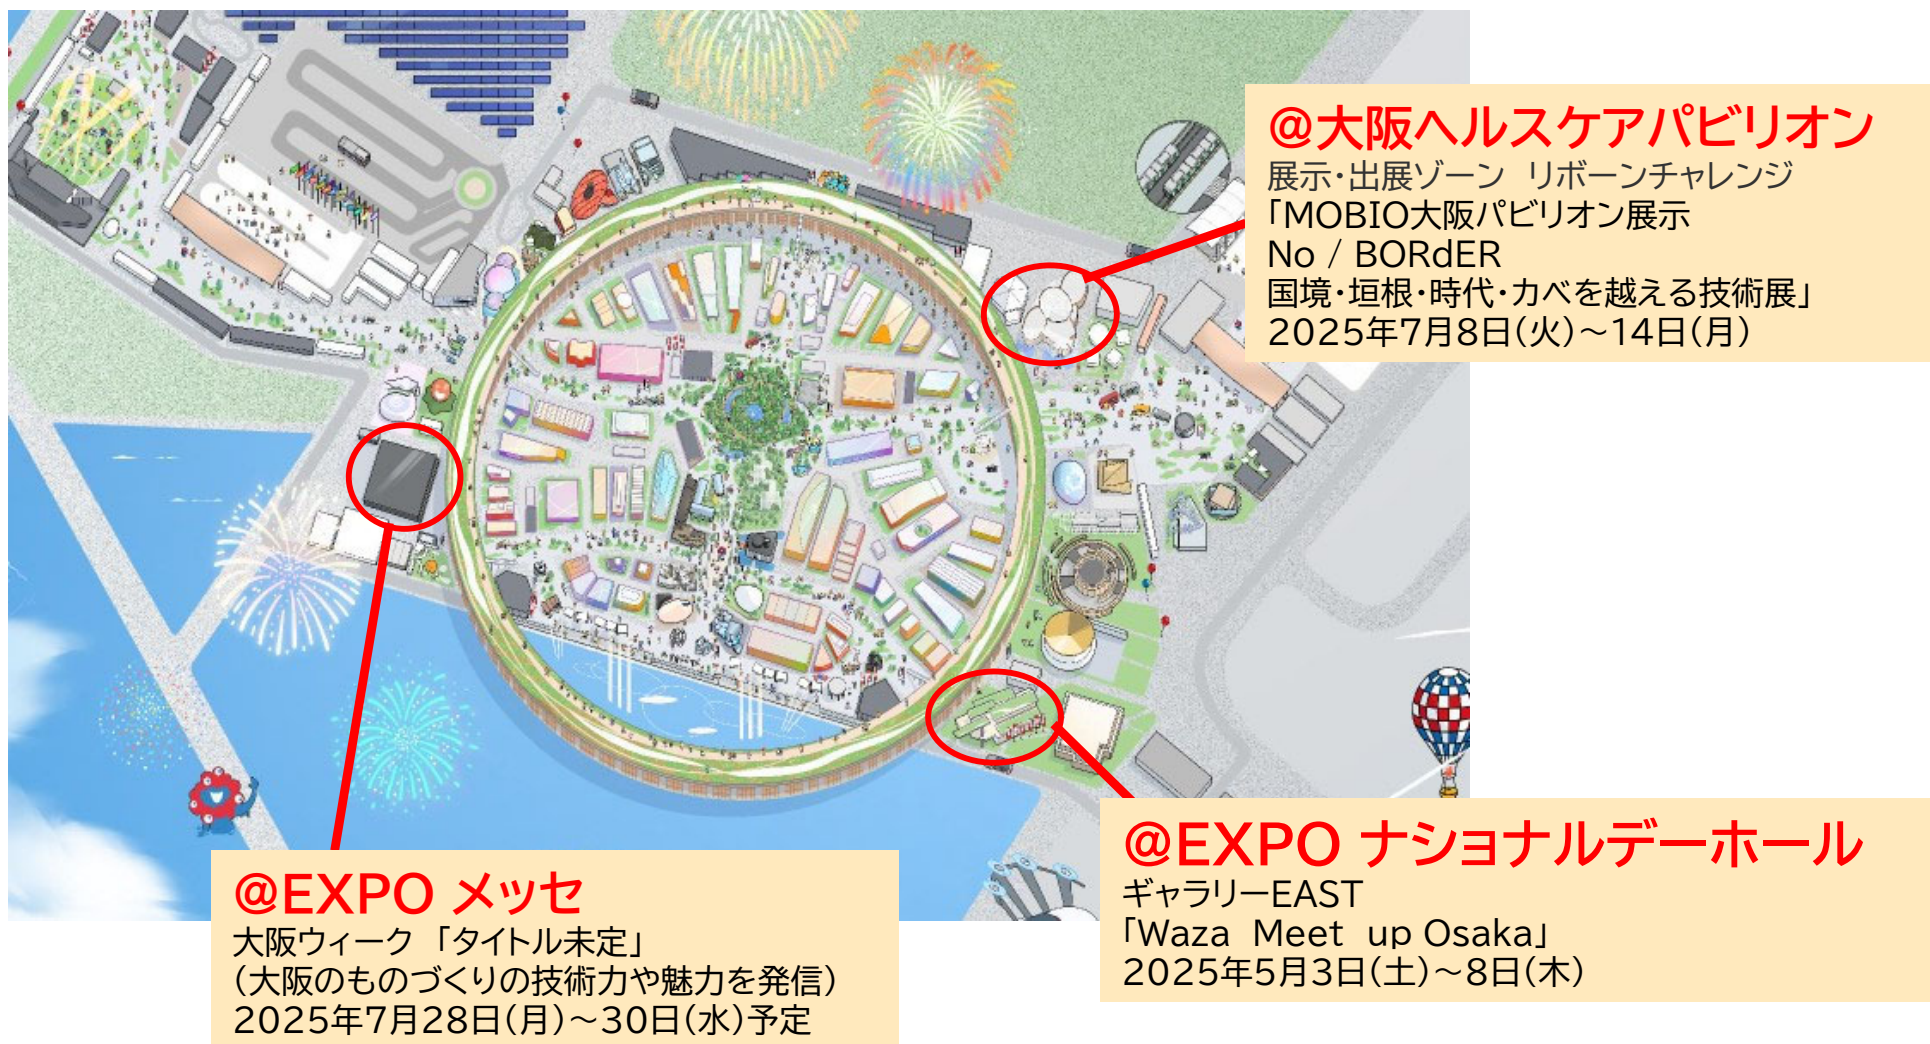 @大阪ヘルスケアパビリオン
展示・出展ゾーン　リボーンチャレンジ
「MOBIO大阪パビリオン展示
No / BORdER
国境・垣根・時代・カベを越える技術展」
2025年7月8日(火)～14日(月)
@EXPO メッセ
大阪ウィーク 「タイトル未定」
(大阪のものづくりの技術力や魅力を発信)
2025年7月28日(月)～30日(水)予定
@EXPO ナショナルデーホール
ギャラリーEAST
「Waza  Meet  up Osaka」
2025年5月3日(土)～8日(木)